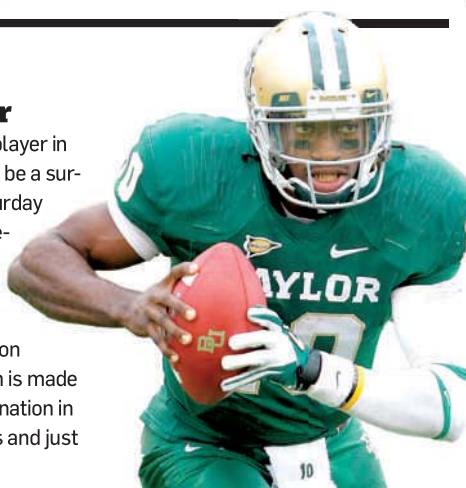 r
player in
be a sur-
urday
e-
on
n is made
nation in
s and just
AYLOR
BU
10